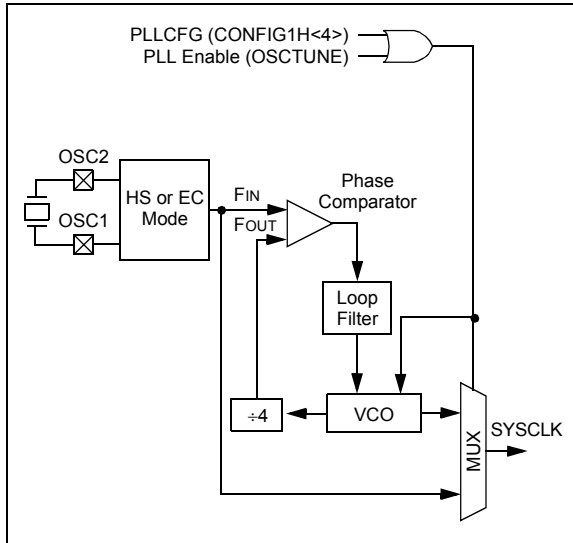 PLLCFG (CONFIG1H<4>)
PLL Enable (OSCTUNE)
OSC2
OSC1
HS or EC
Mode
FIN
FOUT
Phase
Comparator
Loop
Filter
÷4
VCO
MUX
SYSCLK